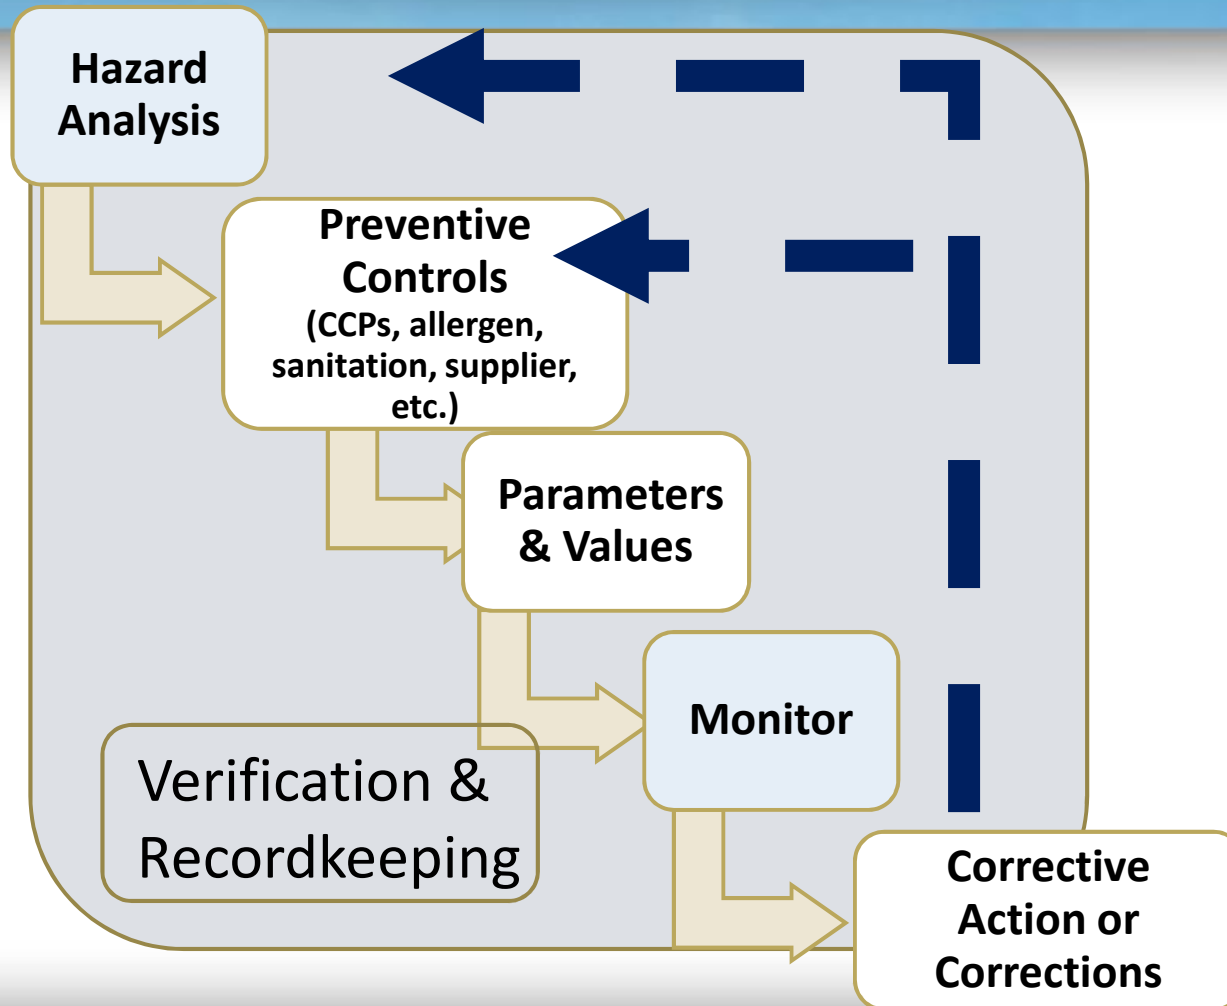 Hazard
Analysis
Preventive
Controls
(CCPs, allergen,
sanitation, supplier,
etc.)
Parameters
& Values
Monitor
Verification &
Recordkeeping
Corrective
Action or
Corrections